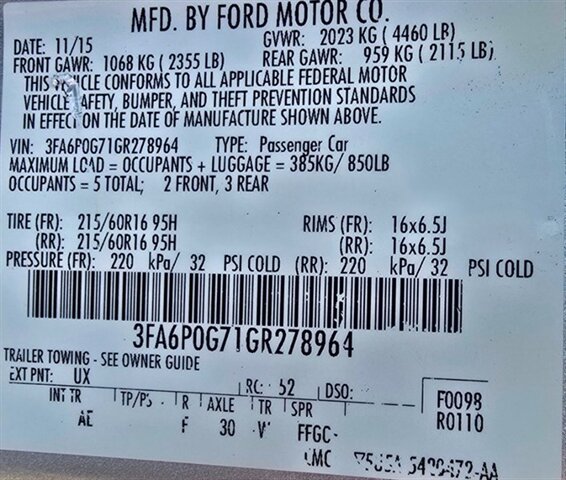 MFD. BY FORD MOTOR CO.
DATE: 11/15 GVWR: 2023 KG ( 4460 LB)
FRONT GAWR: 1068 KG ( 2355 LB) REAR GAWR: 959 KG ( 2115 LB)
THIS CONFORMS TO ALL APPLICABLE FEDERAL MOTOR
VEHICLE BUMPER, AND THEFT PREVENTION STANDARDS
IN EFFECT ON THE DATE OF MANUFACTURE SHOWN ABOVE.
VIN: 3FA6P0G71GR278964 TYPE: Passenger Car
MAXIMUM LOAD = OCCUPANTS + LUGGAGE = 385KG/ 850LB
OCCUPANTS = 5 TOTAL; 2 FRONT, 3 REAR
TIRE (FR): 215/60R16 95H RIMS (FR): 16x6.5J
(RR): 215/60R16 95H (RR): 16x6.5J
PRESSURE (FR): 220 kPa/ 32 PSI COLD (RR): 220 kPa/ 32 PSI COLD
3FA6P0G71GR278964
TRAILER TOWING - SEE OWNER GUIDE
EXT PNT: UX RC: 52 DSO: F0098
INT TR TP/PS R AXLE TR SPR R0110
AE F 30 V FFGC-